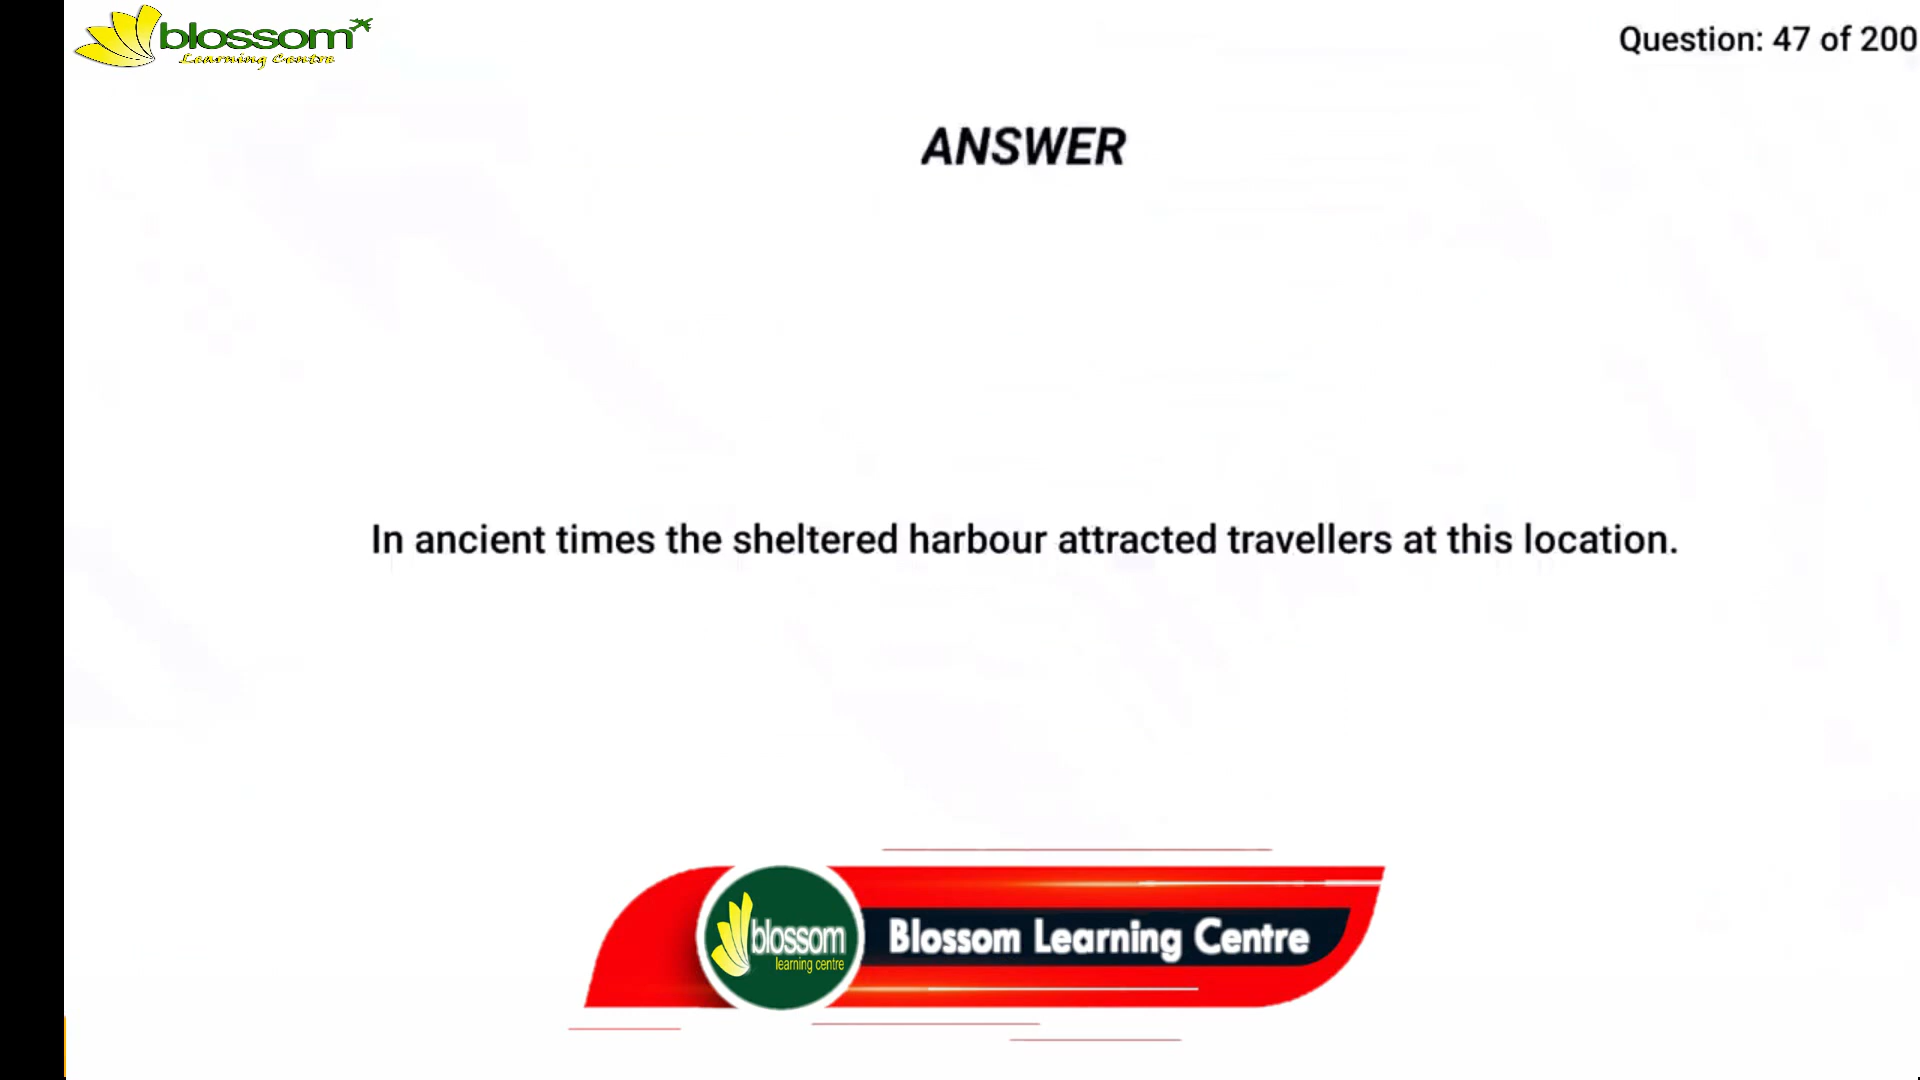 blossom
Learning Centre
Question: 47 of 200
ANSWER
In ancient times the sheltered harbour attracted travellers at this location.
blossom
learning centre
Blossom Learning Centre